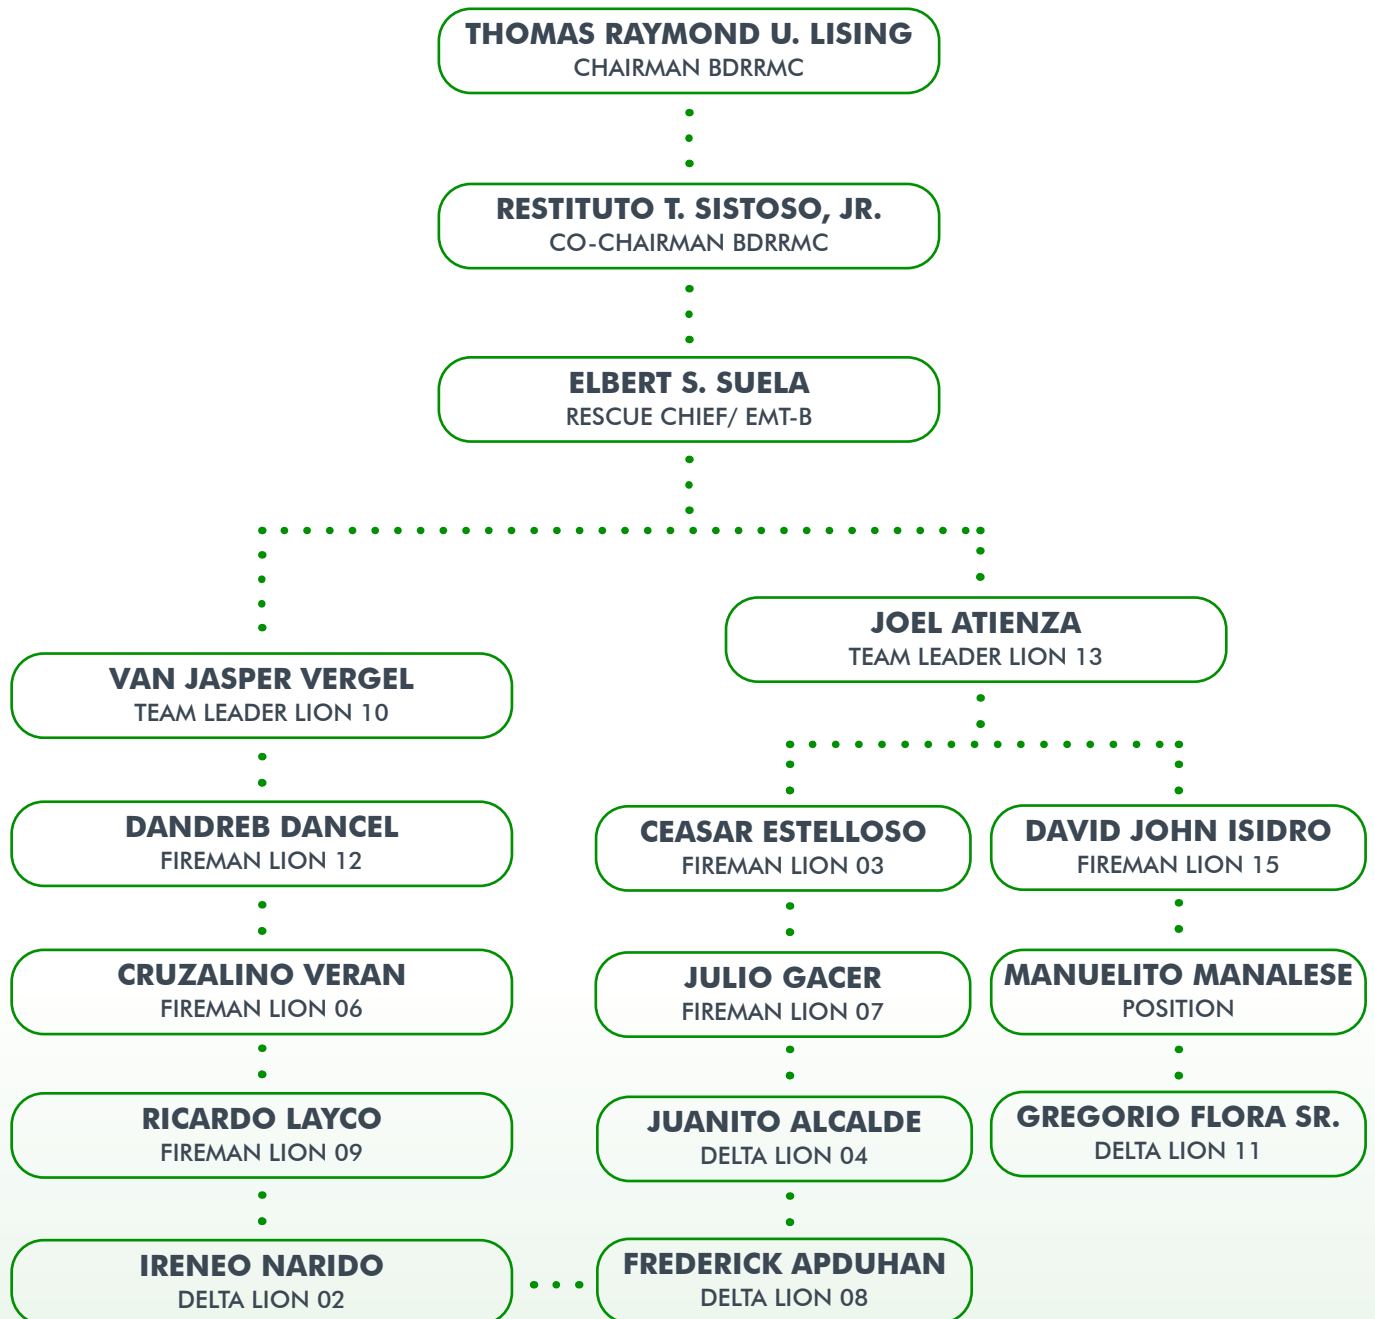 THOMAS RAYMOND U. LISING
CHAIRMAN BDRRMC
RESTITUTO T. SISTOSO, JR.
CO-CHAIRMAN BDRRMC
ELBERT S. SUELA
RESCUE CHIEF/ EMT-B
JOEL ATIENZA
TEAM LEADER LION 13
VAN JASPER VERGEL
TEAM LEADER LION 10
DANDREB DANCEL
FIREMAN LION 12
CEASAR ESTELLOSO
FIREMAN LION 03
DAVID JOHN ISIDRO
FIREMAN LION 15
CRUZALINO VERAN
FIREMAN LION 06
JULIO GACER
FIREMAN LION 07
MANUELITO MANALESE
POSITION
RICARDO LAYCO
FIREMAN LION 09
JUANITO ALCALDE
DELTA LION 04
GREGORIO FLORA SR.
DELTA LION 11
IRENEO NARIDO
DELTA LION 02
FREDERICK APDUHAN
DELTA LION 08